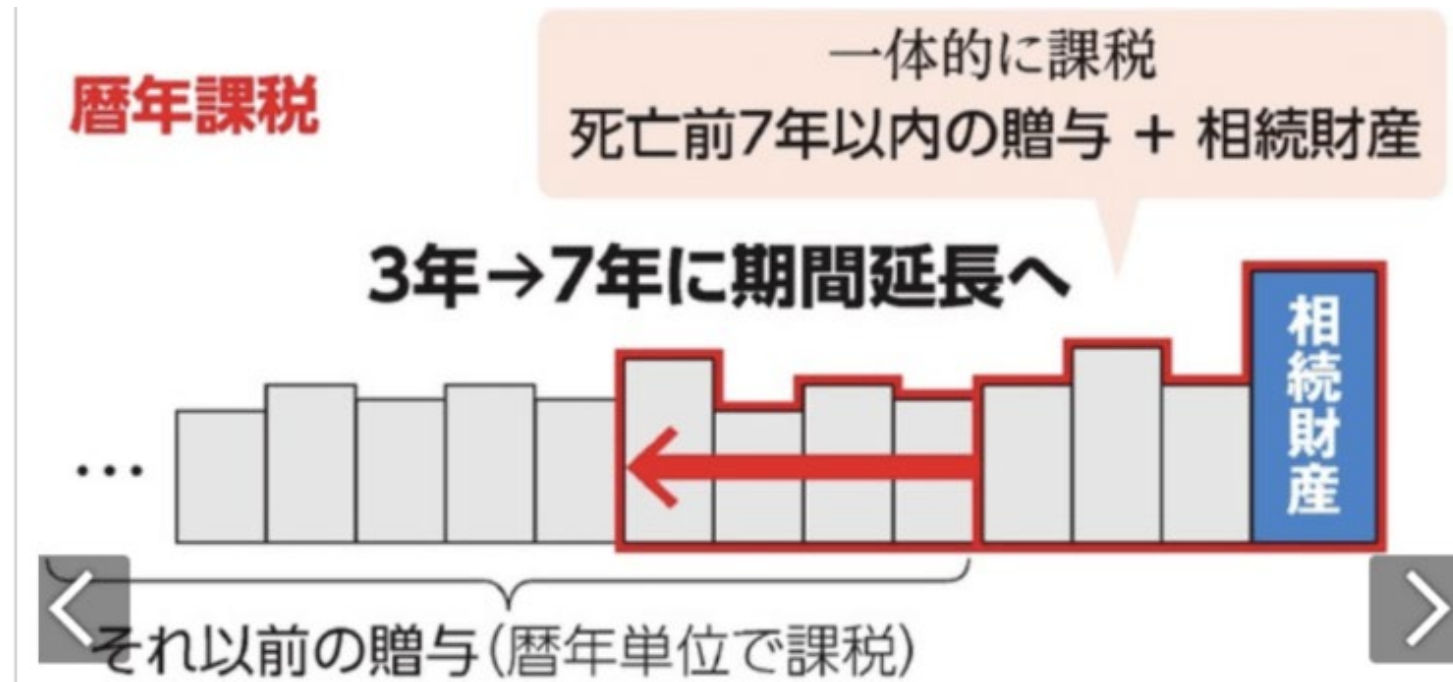 暦年課税
一体的に課税
死亡前7年以内の贈与 + 相続財産
3年→7年に期間延長へ
相続財産
…
それ以前の贈与(暦年単位で課税)